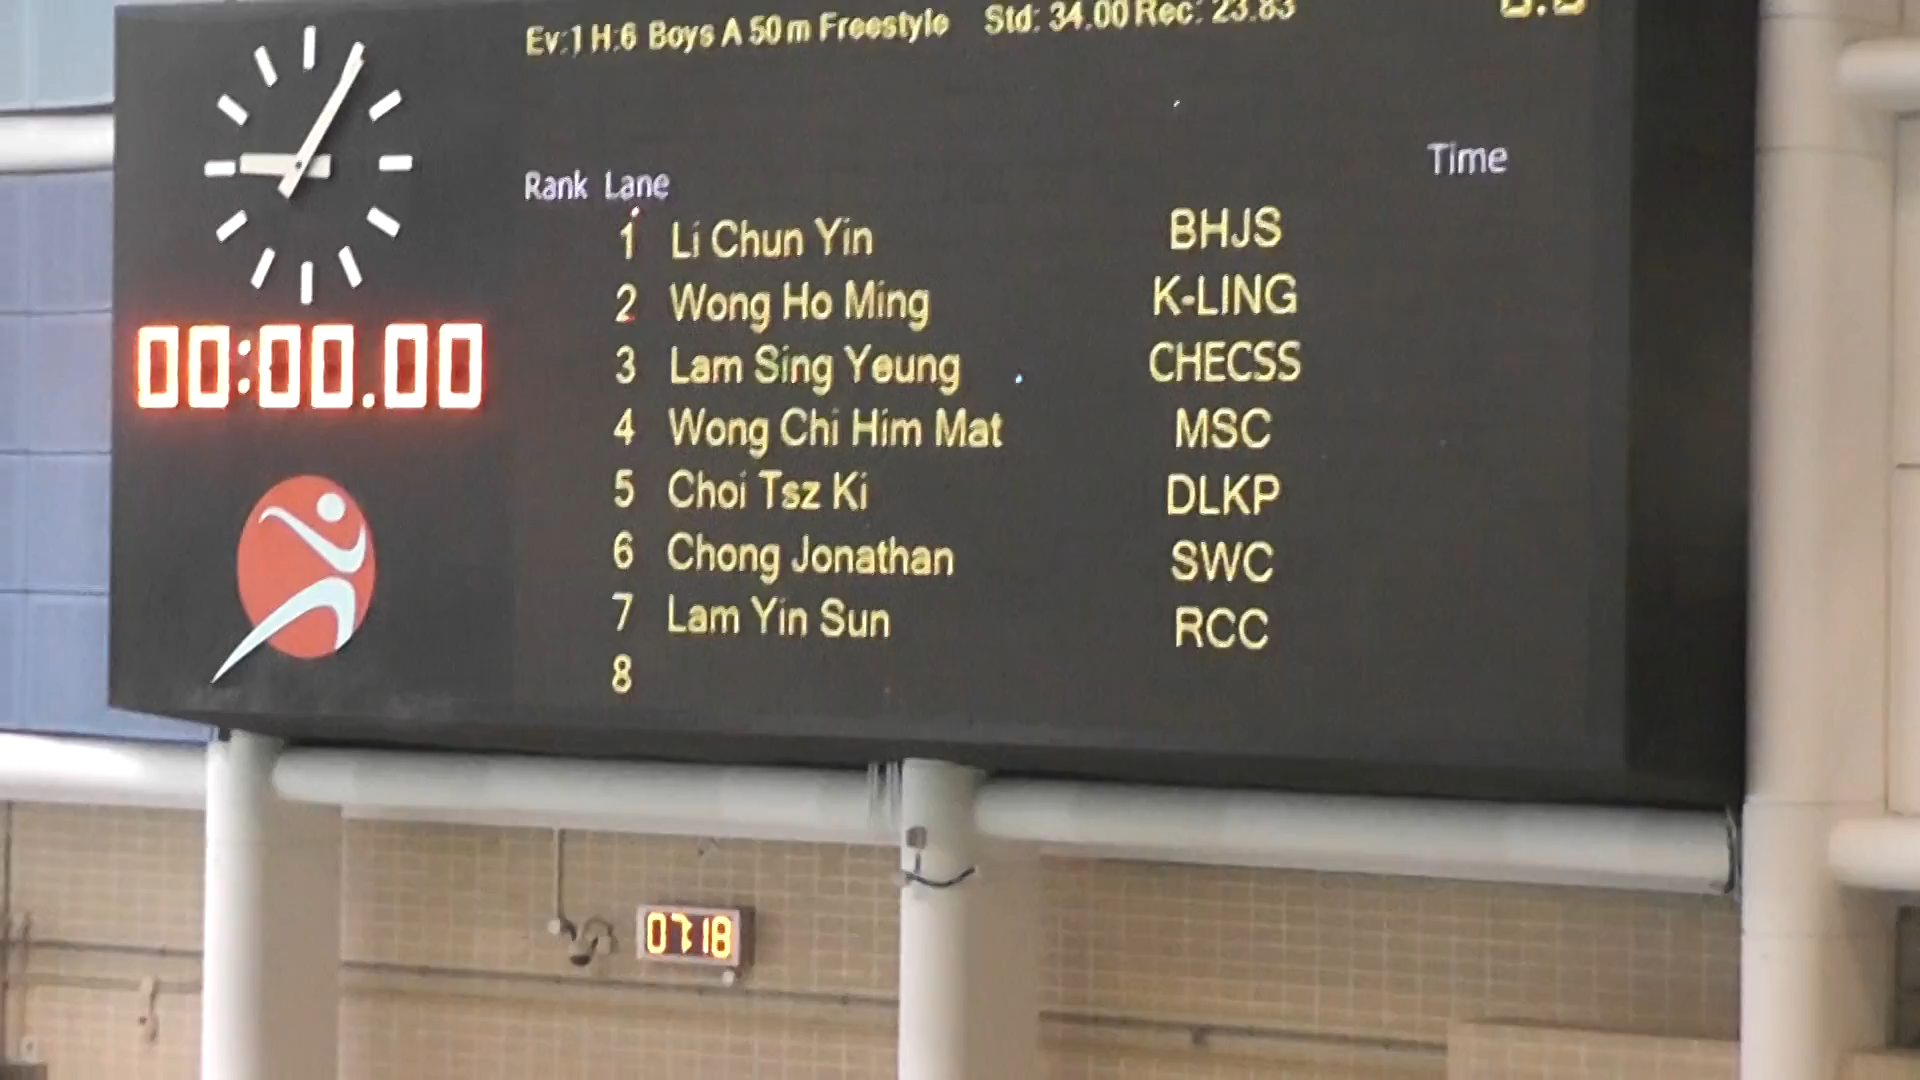 Ev:1 H:6 Boys A 50m Freestyle Std: 34.00 Rec: 23.83
Rank Lane Time
1 Li Chun Yin BHJS
2 Wong Ho Ming K-LING
3 Lam Sing Yeung CHECSS
4 Wong Chi Him Mat MSC
5 Choi Tsz Ki DLKP
6 Chong Jonathan SWC
7 Lam Yin Sun RCC
8
00:00.00
07:18